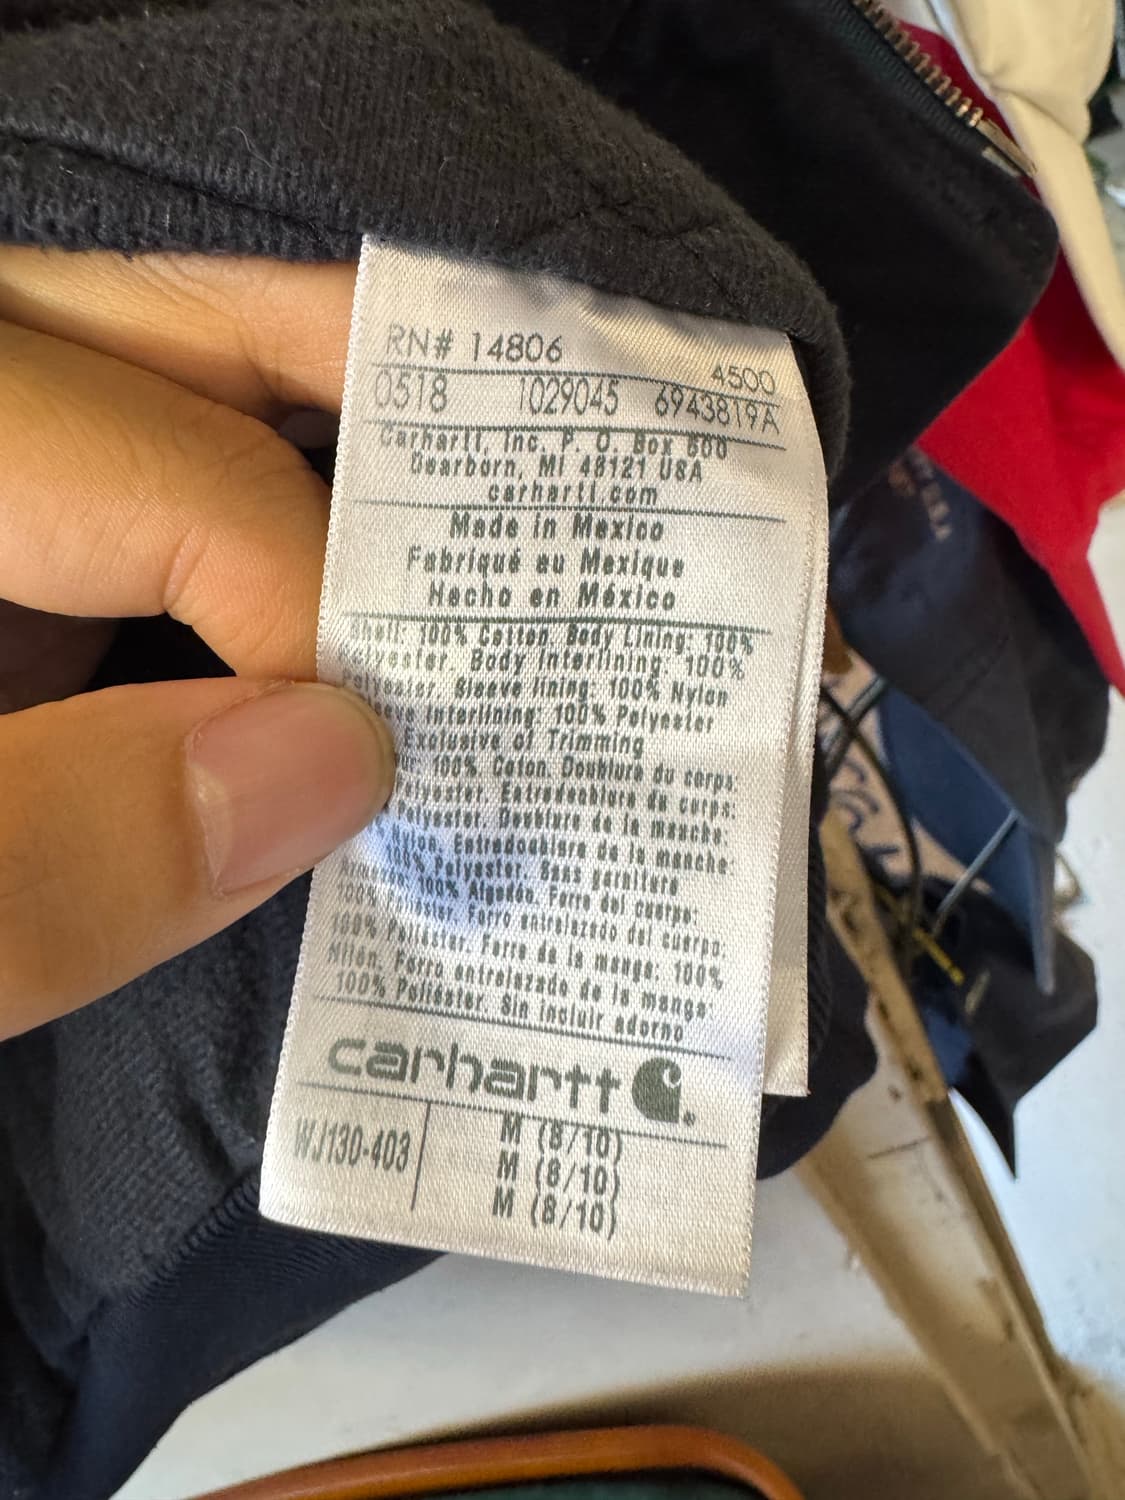 RN# 14806
4500
0518 1029045 6943819A
Carhartt, Inc. P. O. Box 600
Dearborn, MI 48121 USA
carhartt.com
Made in Mexico
Fabriqué au Mexique
Hecho en México
Shell: 100% Cotton. Body Lining: 100%
Polyester. Body Interlining: 100%
Polyester. Sleeve lining: 100% Nylon
Interlining: 100% Polyester
Exclusive of Trimming
100% Coton. Doublure du corps:
Entredoublure du corps:
Doublure de la manche:
Entredoublure de la manche:
100% Polyester. Sans garniture
100% Algodón. Forro del cuerpo:
100% Forro entrelazado del cuerpo:
100% Poliéster. Forro de la manga: 100%
Nilón. Forro entrelazado de la manga:
100% Poliéster. Sin incluir adorno
carhartt
WJ130-403
M (8/10)
M (8/10)
M (8/10)